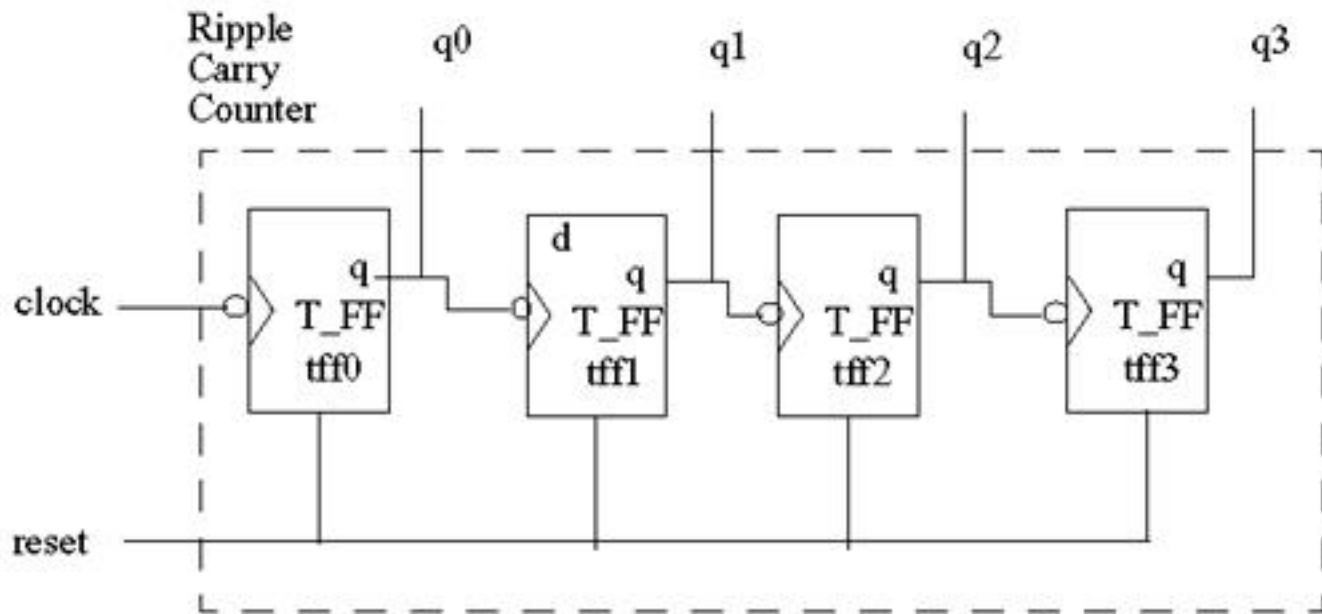 Ripple
Carry
Counter
q0
q1
q2
q3
clock
q
T_FF
tff0
d
q
T_FF
tff1
q
T_FF
tff2
q
T_FF
tff3
reset